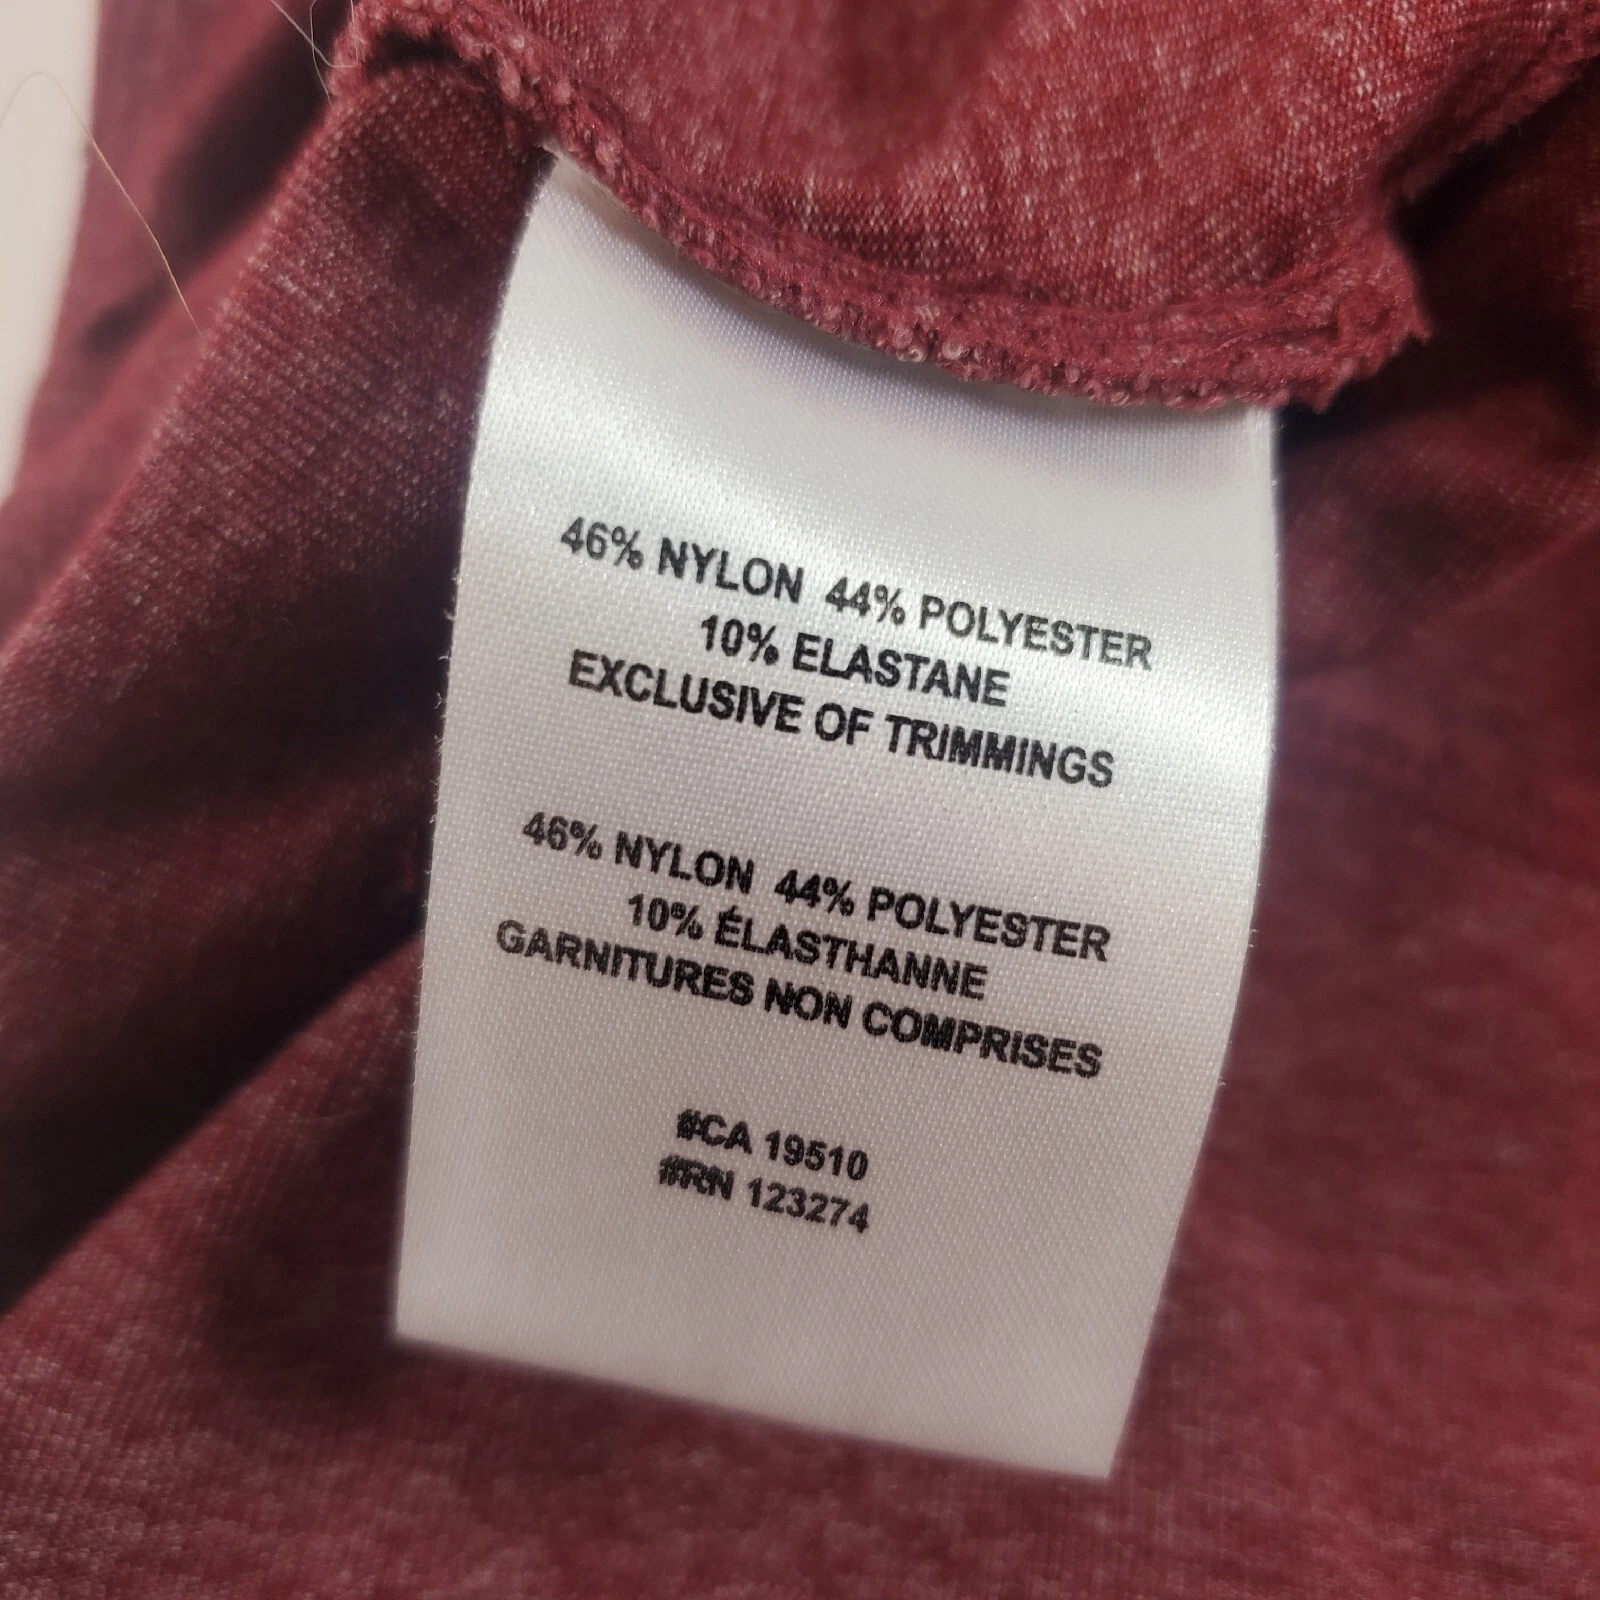 46% NYLON 44% POLYESTER
10% ELASTANE
EXCLUSIVE OF TRIMMINGS
46% NYLON 44% POLYESTER
10% ÉLASTHANNE
GARNITURES NON COMPRISES
#CA 19510
#RN 123274